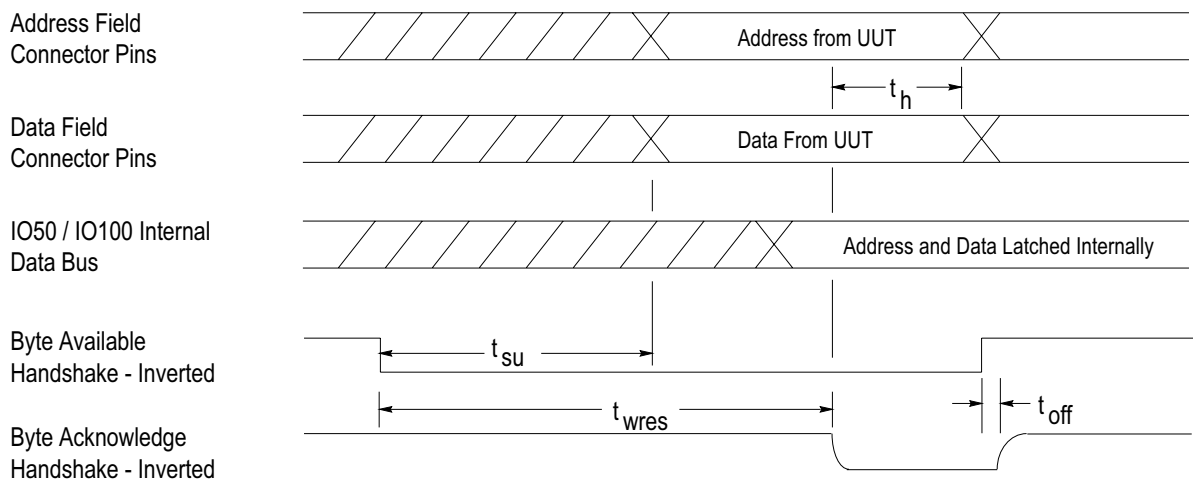 Address Field
Connector Pins
Address from UUT
t h
Data Field
Connector Pins
Data From UUT
IO50 / IO100 Internal
Data Bus
Address and Data Latched Internally
Byte Available
Handshake - Inverted
t su
t wres
t off
Byte Acknowledge
Handshake - Inverted